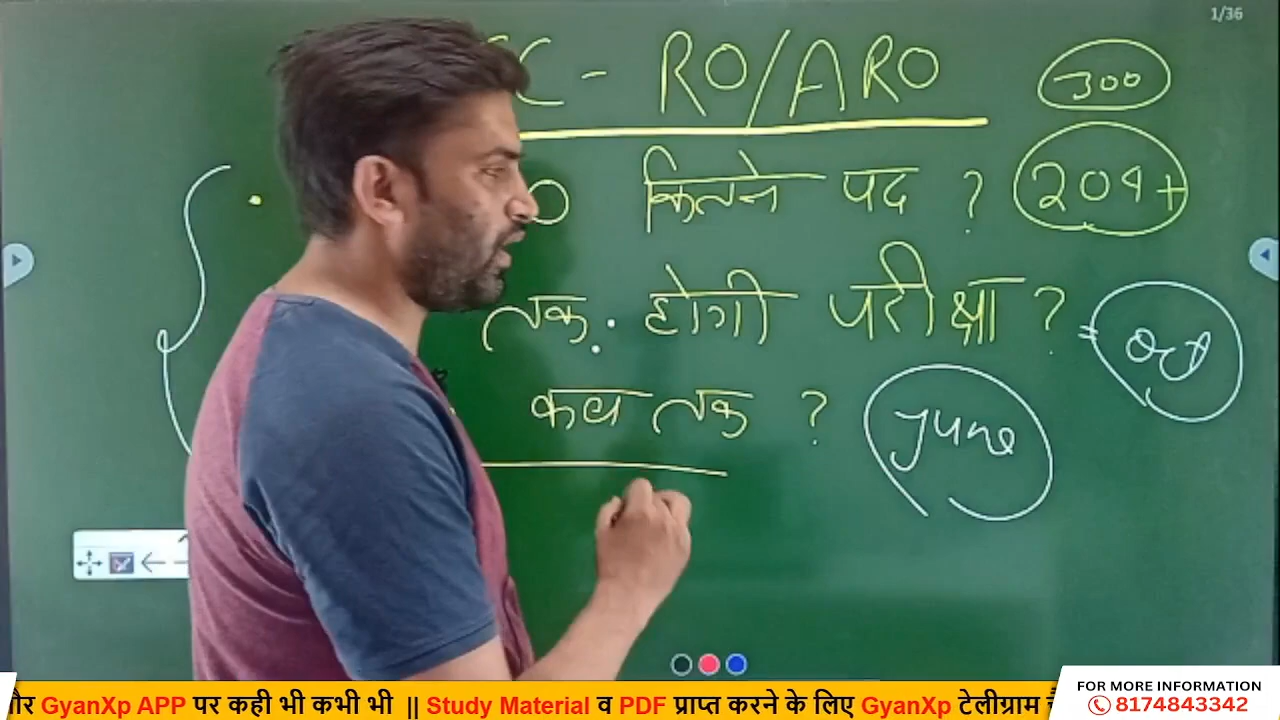 1/36
C - RO/ARO
300
O कितने पद ? 209+
तक. होगी परीक्षा ? = oct
कब तक ? June
और GyanXp APP पर कही भी कभी भी || Study Material व PDF प्राप्त करने के लिए GyanXp टेलीग्राम
FOR MORE INFORMATION
8174843342